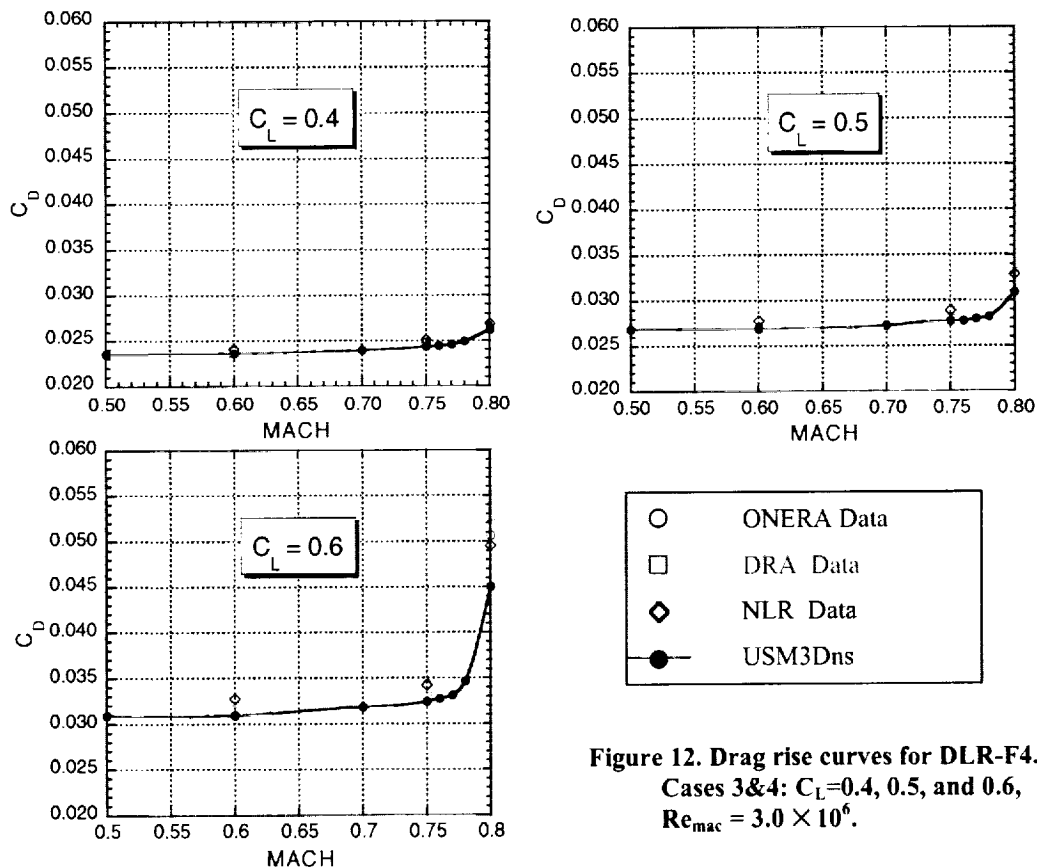 0.060
0.055
0.050
0.045
0.040
0.035
0.030
0.025
0.020
C_D
C_L = 0.4
0.50 0.55 0.60 0.65 0.70 0.75 0.80
MACH
0.060
0.055
0.050
0.045
0.040
0.035
0.030
0.025
0.020
C_D
C_L = 0.5
0.50 0.55 0.60 0.65 0.70 0.75 0.80
MACH
0.060
0.055
0.050
0.045
0.040
0.035
0.030
0.025
0.020
C_D
C_L = 0.6
0.5 0.55 0.6 0.65 0.7 0.75 0.8
MACH
ONERA Data
DRA Data
NLR Data
USM3Dns
Figure 12. Drag rise curves for DLR-F4.
Cases 3&4: C_L=0.4, 0.5, and 0.6,
Re_mac = 3.0 × 10⁶.